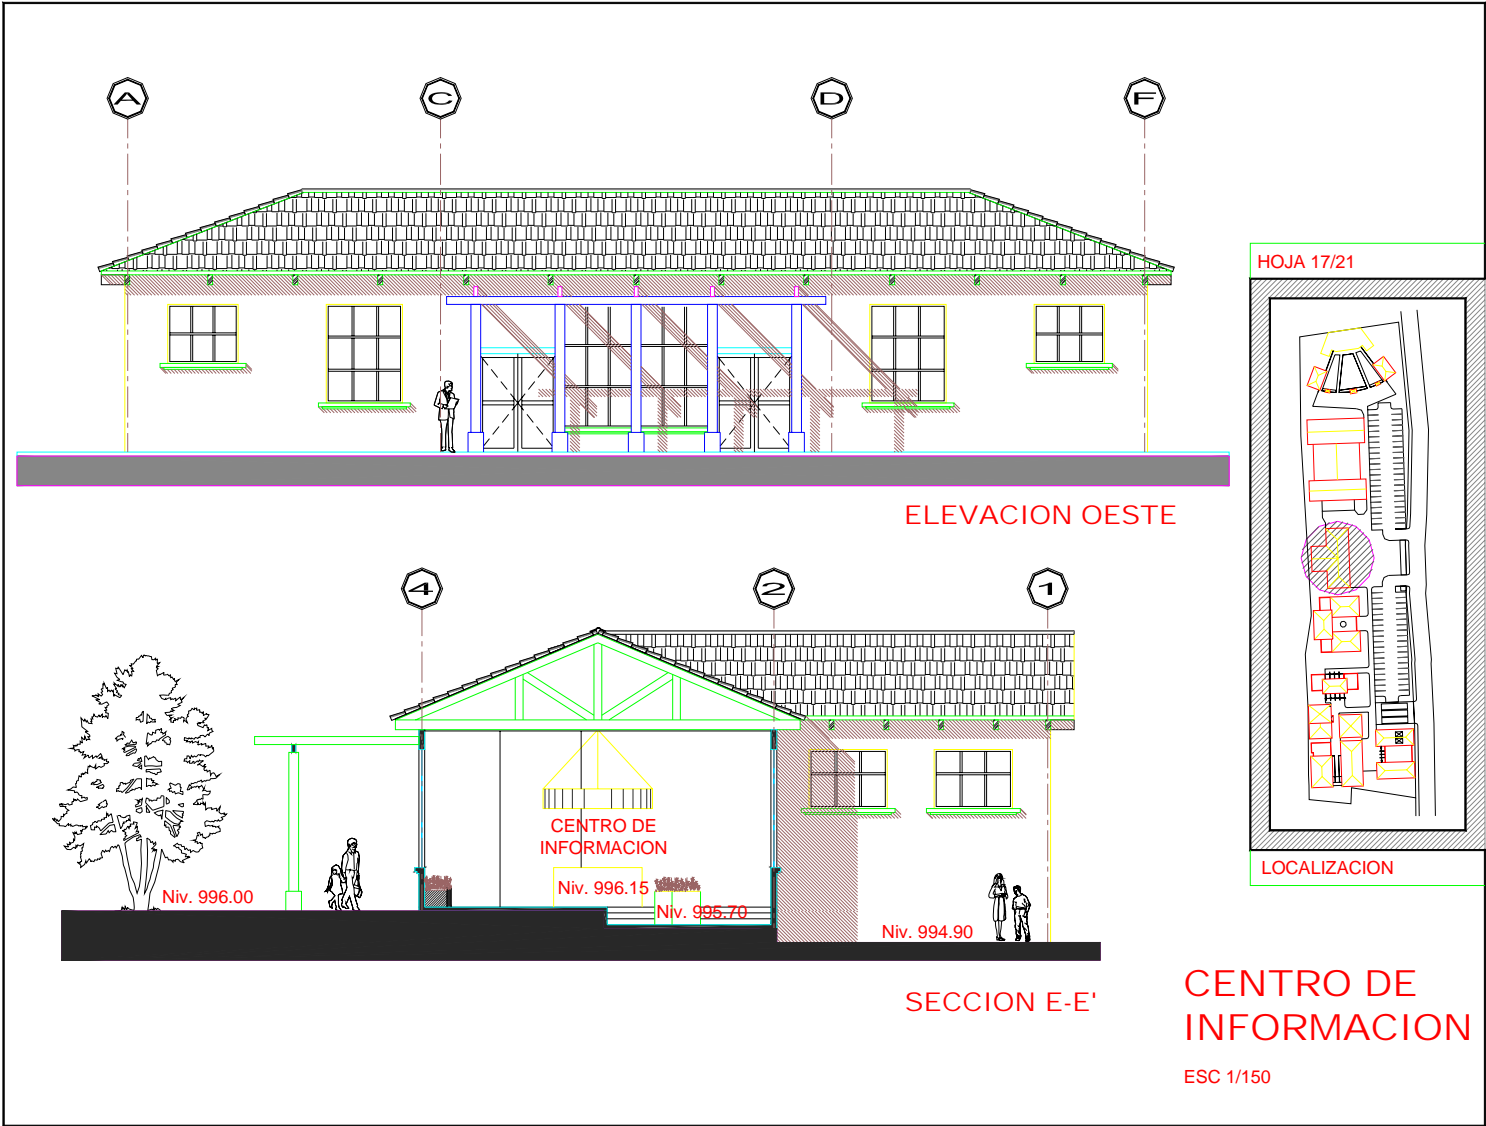 A
C
D
F
HOJA 17/21
ELEVACION OESTE
4
2
1
CENTRO DE
INFORMACION
Niv. 996.00
Niv. 996.15
Niv. 995.70
Niv. 994.90
LOCALIZACION
SECCION E-E'
CENTRO DE
INFORMACION
ESC 1/150